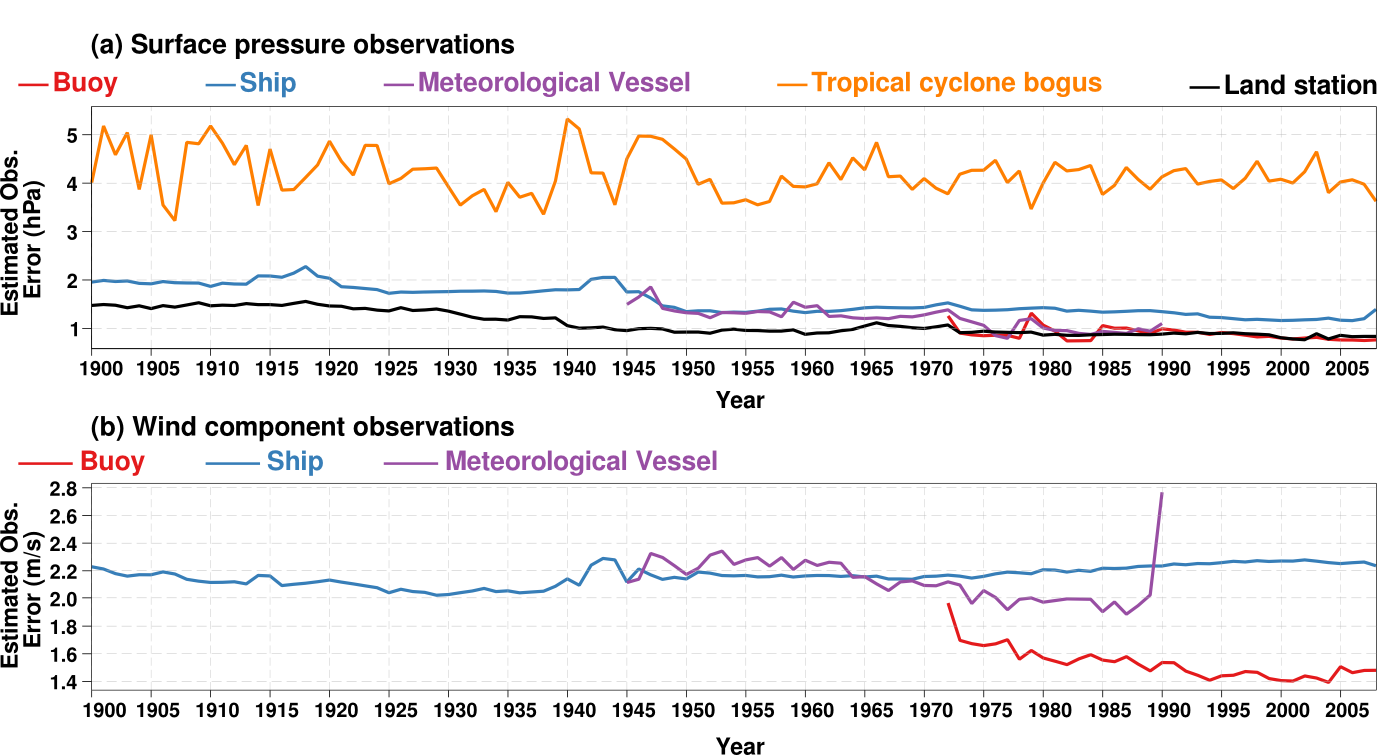 (a) Surface pressure observations
Buoy Ship Meteorological Vessel Tropical cyclone bogus Land station
Estimated Obs.
Error (hPa)
5
4
3
2
1
1900 1905 1910 1915 1920 1925 1930 1935 1940 1945 1950 1955 1960 1965 1970 1975 1980 1985 1990 1995 2000 2005
Year
(b) Wind component observations
Buoy Ship Meteorological Vessel
Estimated Obs.
Error (m/s)
2.8
2.6
2.4
2.2
2.0
1.8
1.6
1.4
1900 1905 1910 1915 1920 1925 1930 1935 1940 1945 1950 1955 1960 1965 1970 1975 1980 1985 1990 1995 2000 2005
Year